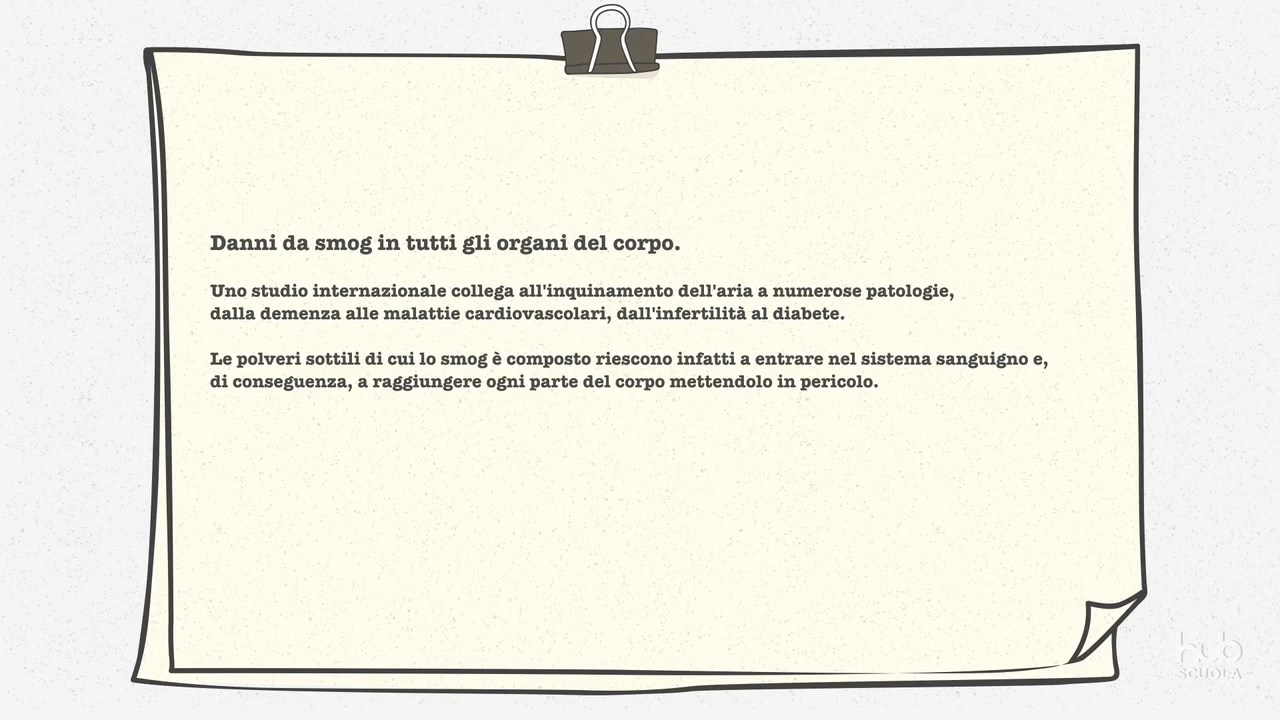 Danni da smog in tutti gli organi del corpo.
Uno studio internazionale collega all'inquinamento dell'aria a numerose patologie,
dalla demenza alle malattie cardiovascolari, dall'infertilità al diabete.
Le polveri sottili di cui lo smog è composto riescono infatti a entrare nel sistema sanguigno e,
di conseguenza, a raggiungere ogni parte del corpo mettendolo in pericolo.
hub
SCUOLA